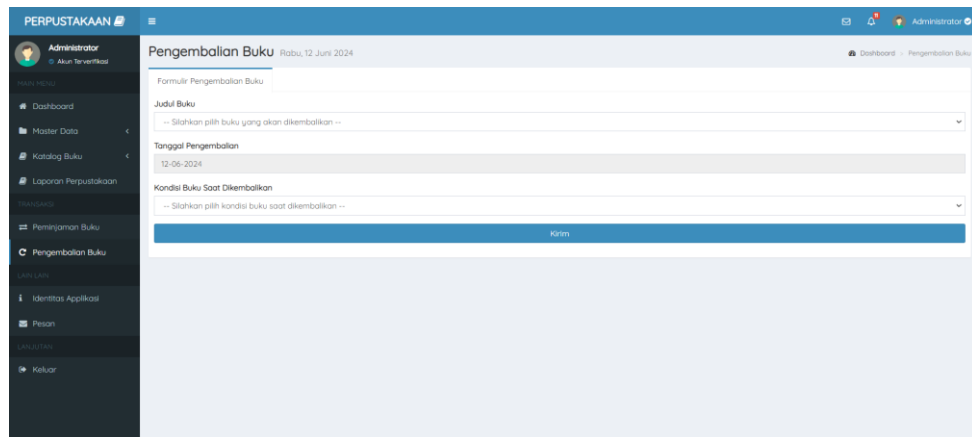 PERPUSTAKAAN
Administrator
Administrator
Akun Terverifikasi
MAIN MENU
Dashboard
Master Data
Katalog Buku
Laporan Perpustakaan
TRANSAKSI
Peminjaman Buku
Pengembalian Buku
LAIN LAIN
Identitas Applikasi
Pesan
LANJUTAN
Keluar
Pengembalian Buku Rabu, 12 Juni 2024
Dashboard > Pengembalian Buku
Formulir Pengembalian Buku
Judul Buku
-- Silahkan pilih buku yang akan dikembalikan --
Tanggal Pengembalian
12-06-2024
Kondisi Buku Saat Dikembalikan
-- Silahkan pilih kondisi buku saat dikembalikan --
Kirim